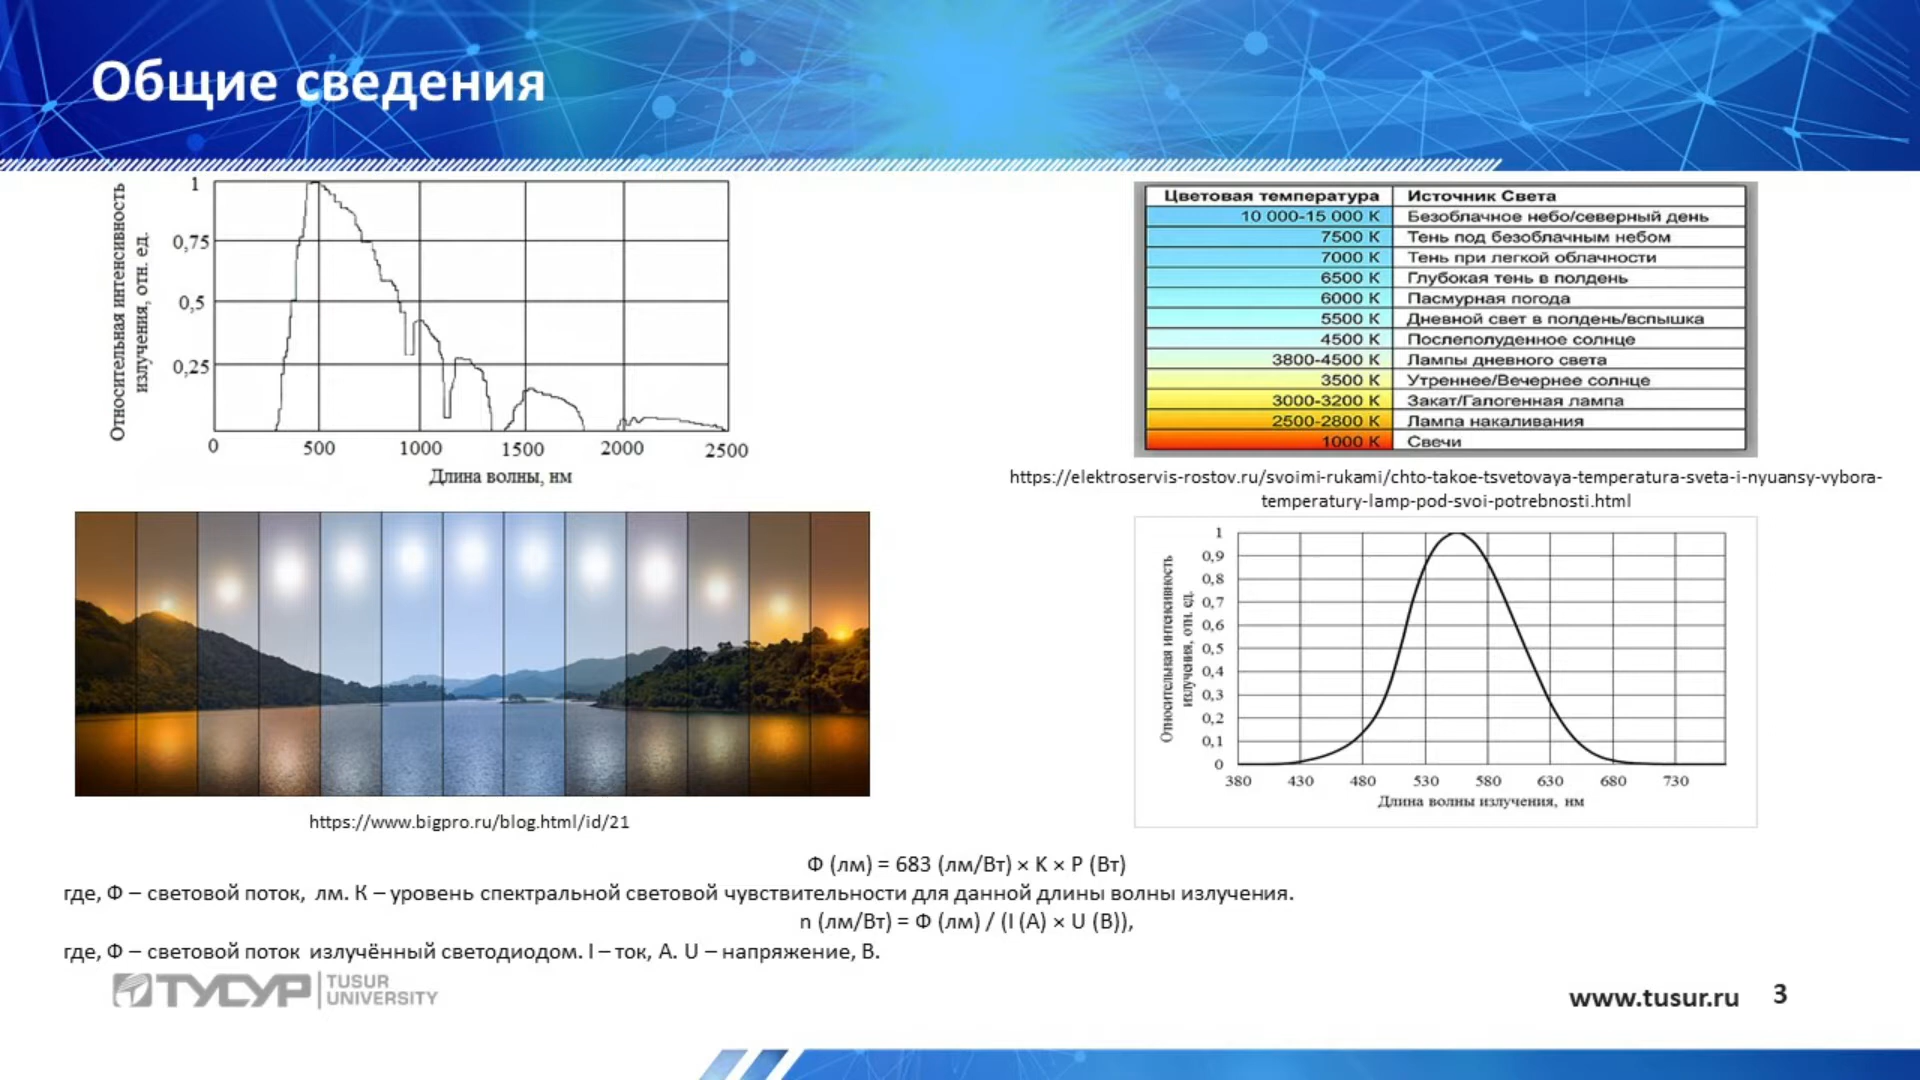 Общие сведения
Относительная интенсивность
излучения, отн. ед.
1
0,75
0,5
0,25
0 500 1000 1500 2000 2500
Длина волны, нм
Цветовая температура Источник Света
10 000-15 000 К Безоблачное небо/северный день
7500 К Тень под безоблачным небом
7000 К Тень при легкой облачности
6500 К Глубокая тень в полдень
6000 К Пасмурная погода
5500 К Дневной свет в полдень/вспышка
4500 К Послеполуденное солнце
3800-4500 К Лампы дневного света
3500 К Утреннее/Вечернее солнце
3000-3200 К Закат/Галогенная лампа
2500-2800 К Лампа накаливания
1000 К Свечи
https://elektroservis-rostov.ru/svoimi-rukami/chto-takoe-tsvetovaya-temperatura-sveta-i-nyuansy-vybora-
temperatury-lamp-pod-svoi-potrebnosti.html
https://www.bigpro.ru/blog.html/id/21
Относительная интенсивность
излучения, отн. ед.
1
0,9
0,8
0,7
0,6
0,5
0,4
0,3
0,2
0,1
0
380 430 480 530 580 630 680 730
Длина волны излучения, нм
Ф (лм) = 683 (лм/Вт) × K × P (Вт)
где, Ф – световой поток, лм. К – уровень спектральной световой чувствительности для данной длины волны излучения.
n (лм/Вт) = Ф (лм) / (I (А) × U (В)),
где, Ф – световой поток излучённый светодиодом. I – ток, А. U – напряжение, В.
ТУСУР
TUSUR
UNIVERSITY
www.tusur.ru 3